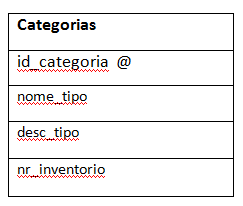 Categorias
id_categoria @
nome_tipo
desc_tipo
nr_inventorio